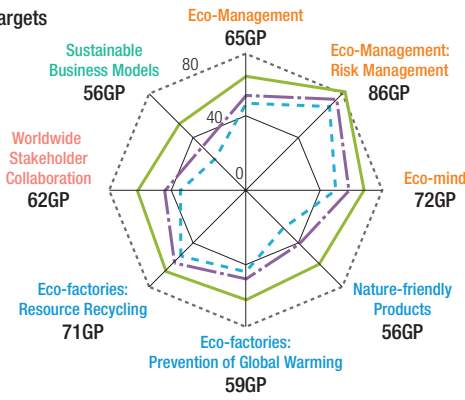 argets
Eco-Management
65GP
Sustainable
Business Models
56GP
80
Eco-Management:
Risk Management
86GP
40
Worldwide
Stakeholder
Collaboration
62GP
0
Eco-mind
72GP
Eco-factories:
Resource Recycling
71GP
Nature-friendly
Products
56GP
Eco-factories:
Prevention of Global Warming
59GP